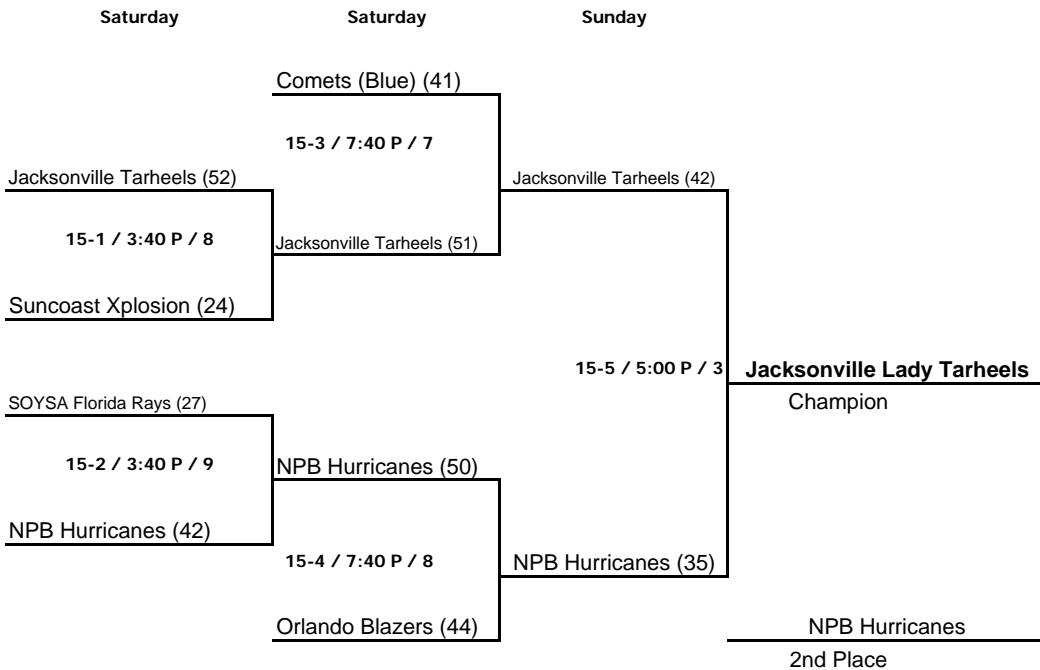 Saturday
Saturday
Sunday
Comets (Blue) (41)
15-3 / 7:40 P / 7
Jacksonville Tarheels (52)
Jacksonville Tarheels (42)
15-1 / 3:40 P / 8
Jacksonville Tarheels (51)
Suncoast Xplosion (24)
15-5 / 5:00 P / 3
Jacksonville Lady Tarheels
Champion
SOYSA Florida Rays (27)
15-2 / 3:40 P / 9
NPB Hurricanes (50)
NPB Hurricanes (42)
15-4 / 7:40 P / 8
NPB Hurricanes (35)
Orlando Blazers (44)
NPB Hurricanes
2nd Place